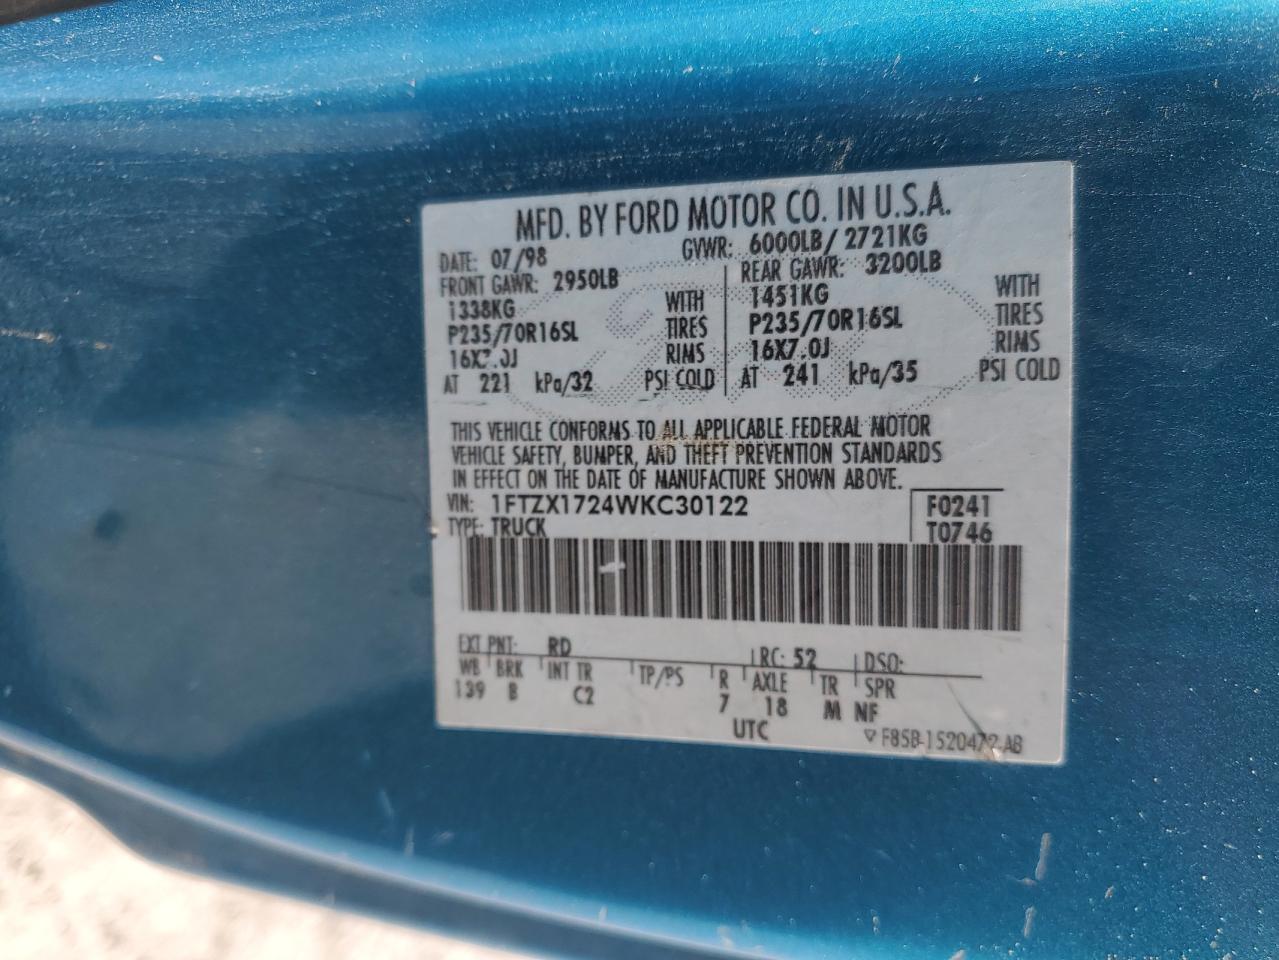 MFD. BY FORD MOTOR CO. IN U.S.A.
DATE: 07/98 GVWR: 6000LB/ 2721KG
FRONT GAWR: 2950LB REAR GAWR: 3200LB
1338KG WITH 1451KG WITH
P235/70R16SL TIRES P235/70R16SL TIRES
16X7.0J RIMS 16X7.0J RIMS
AT 221 kPa/32 PSI COLD AT 241 kPa/35 PSI COLD
THIS VEHICLE CONFORMS TO ALL APPLICABLE FEDERAL MOTOR
VEHICLE SAFETY, BUMPER, AND THEFT PREVENTION STANDARDS
IN EFFECT ON THE DATE OF MANUFACTURE SHOWN ABOVE.
VIN: 1FTZX1724WKC30122 F0241
TYPE: TRUCK T0746
EXT PNT: RD RC: 52 DSO:
WB BRK INT TR TP/PS R AXLE TR SPR
139 B C2 7 18 M NF
UTC ▽ F85B-1520472-AB